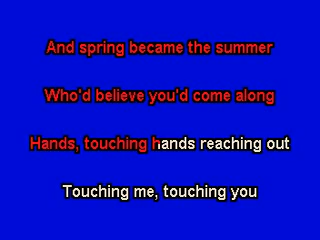 And spring became the summer
Who'd believe you'd come along
Hands, touching hands reaching out
Touching me, touching you